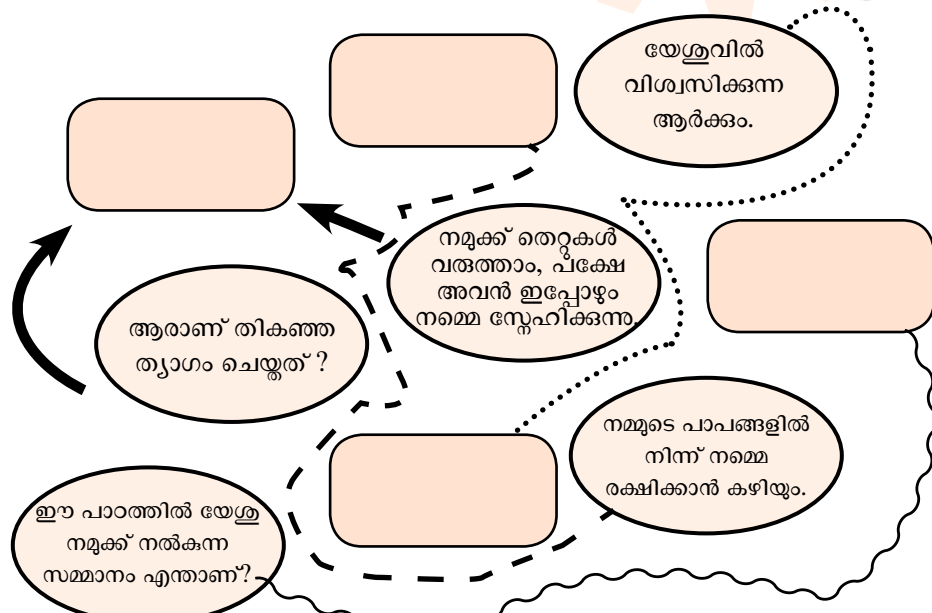 യേശുവിൽ
വിശ്വസിക്കുന്ന
ആർക്കും.
നമുക്ക് തെറ്റുകൾ
വരുത്താം, പക്ഷേ
അവൻ ഇപ്പോഴും
നമ്മെ സ്നേഹിക്കുന്നു.
ആരാണ് തികഞ്ഞ
ത്യാഗം ചെയ്തത് ?
നമ്മുടെ പാപങ്ങളിൽ
നിന്ന് നമ്മെ
രക്ഷിക്കാൻ കഴിയും.
ഈ പാഠത്തിൽ യേശു
നമുക്ക് നൽകുന്ന
സമ്മാനം എന്താണ്?